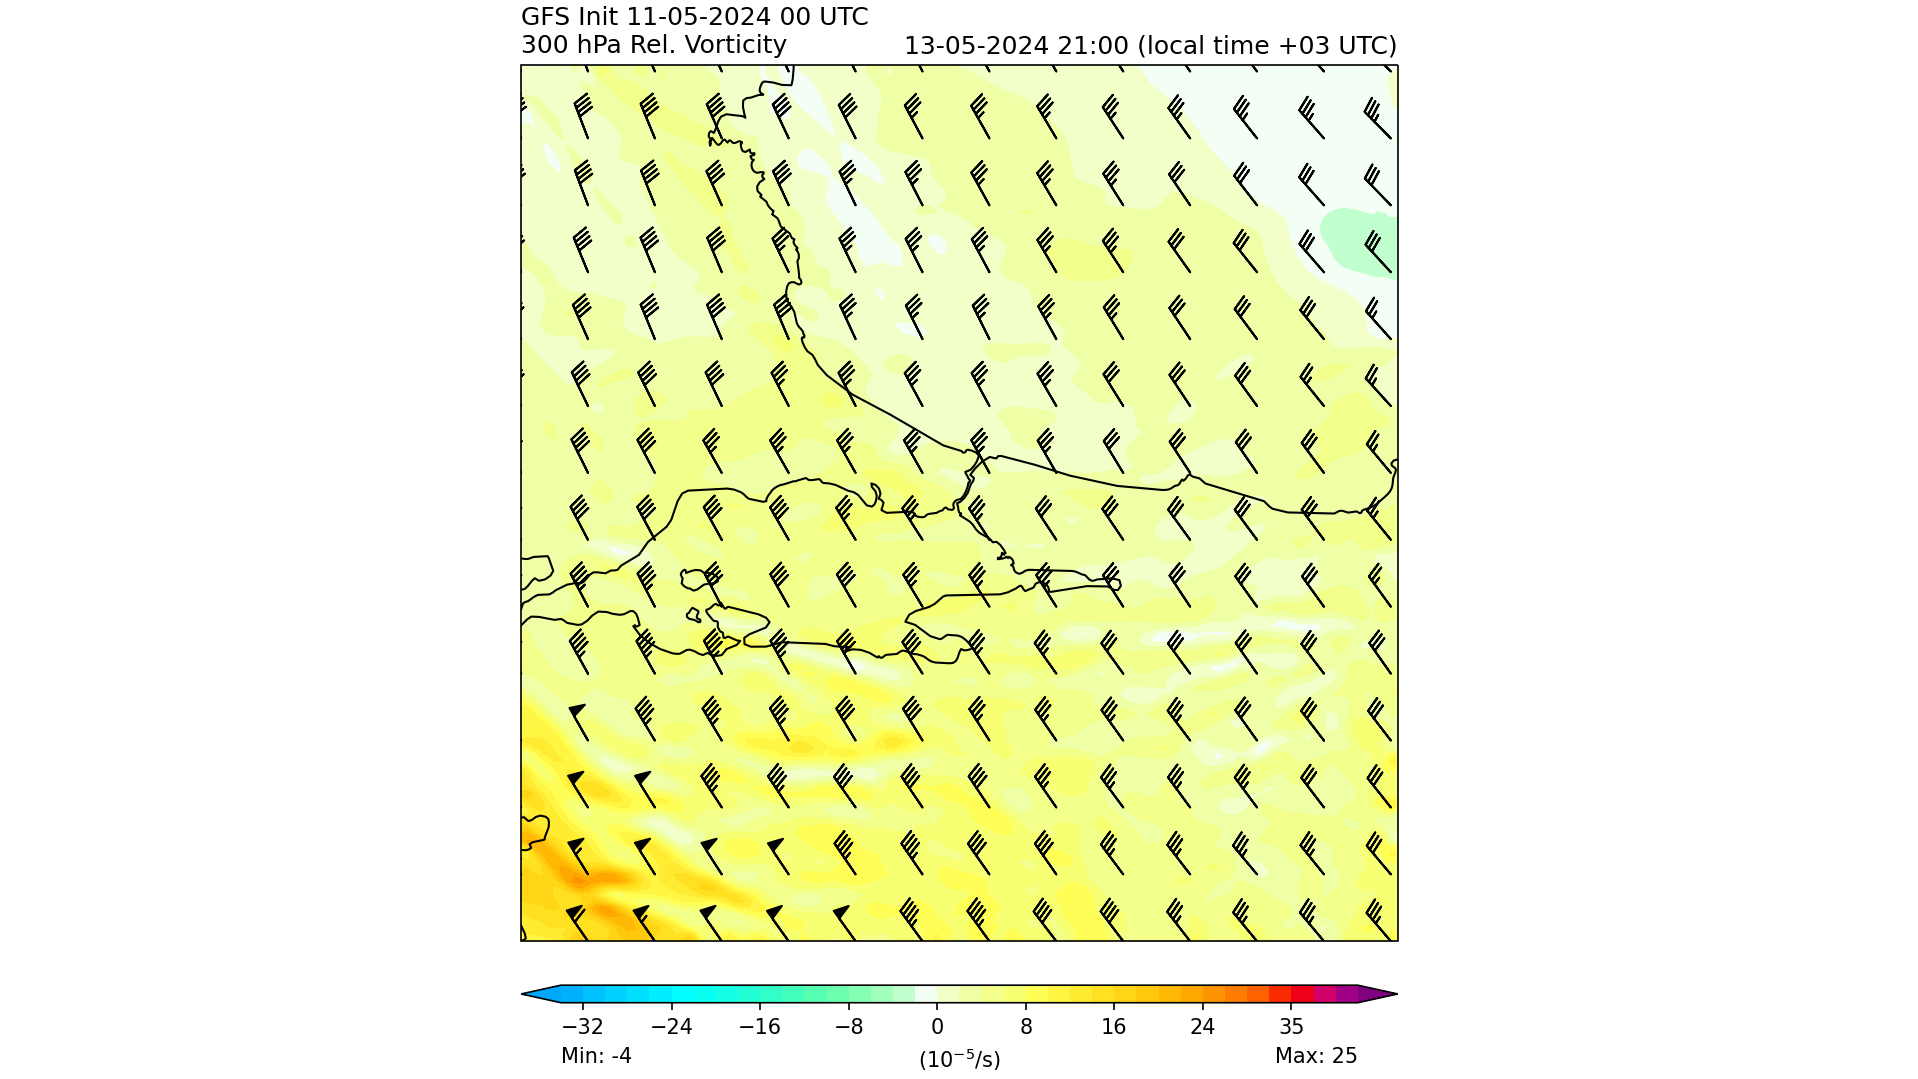 GFS Init 11-05-2024 00 UTC
300 hPa Rel. Vorticity
13-05-2024 21:00 (local time +03 UTC)
−32 −24 −16 −8 0 8 16 24 35
Min: -4 (10⁻⁵/s) Max: 25